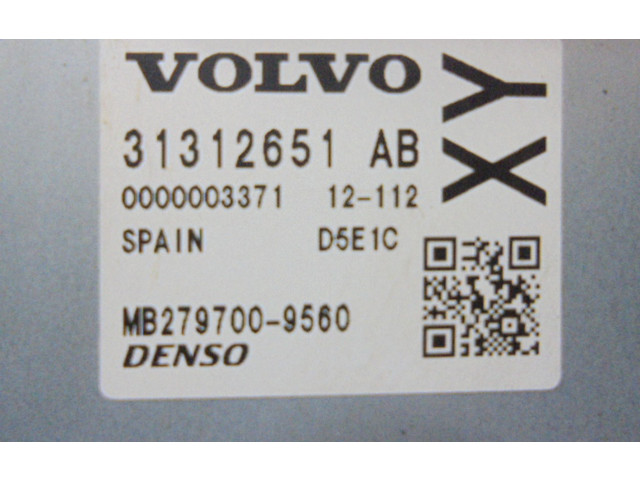 VOLVO
31312651 AB
0000003371 12-112
SPAIN D5E1C
MB279700-9560
DENSO
XY